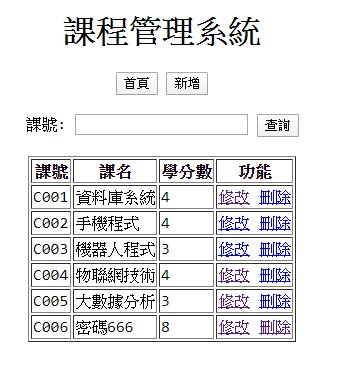 課程管理系統
首頁 新增
課號: 查詢
課號 課名 學分數 功能
C001 資料庫系統 4 修改 刪除
C002 手機程式 4 修改 刪除
C003 機器人程式 3 修改 刪除
C004 物聯網技術 4 修改 刪除
C005 大數據分析 3 修改 刪除
C006 密碼666 8 修改 刪除